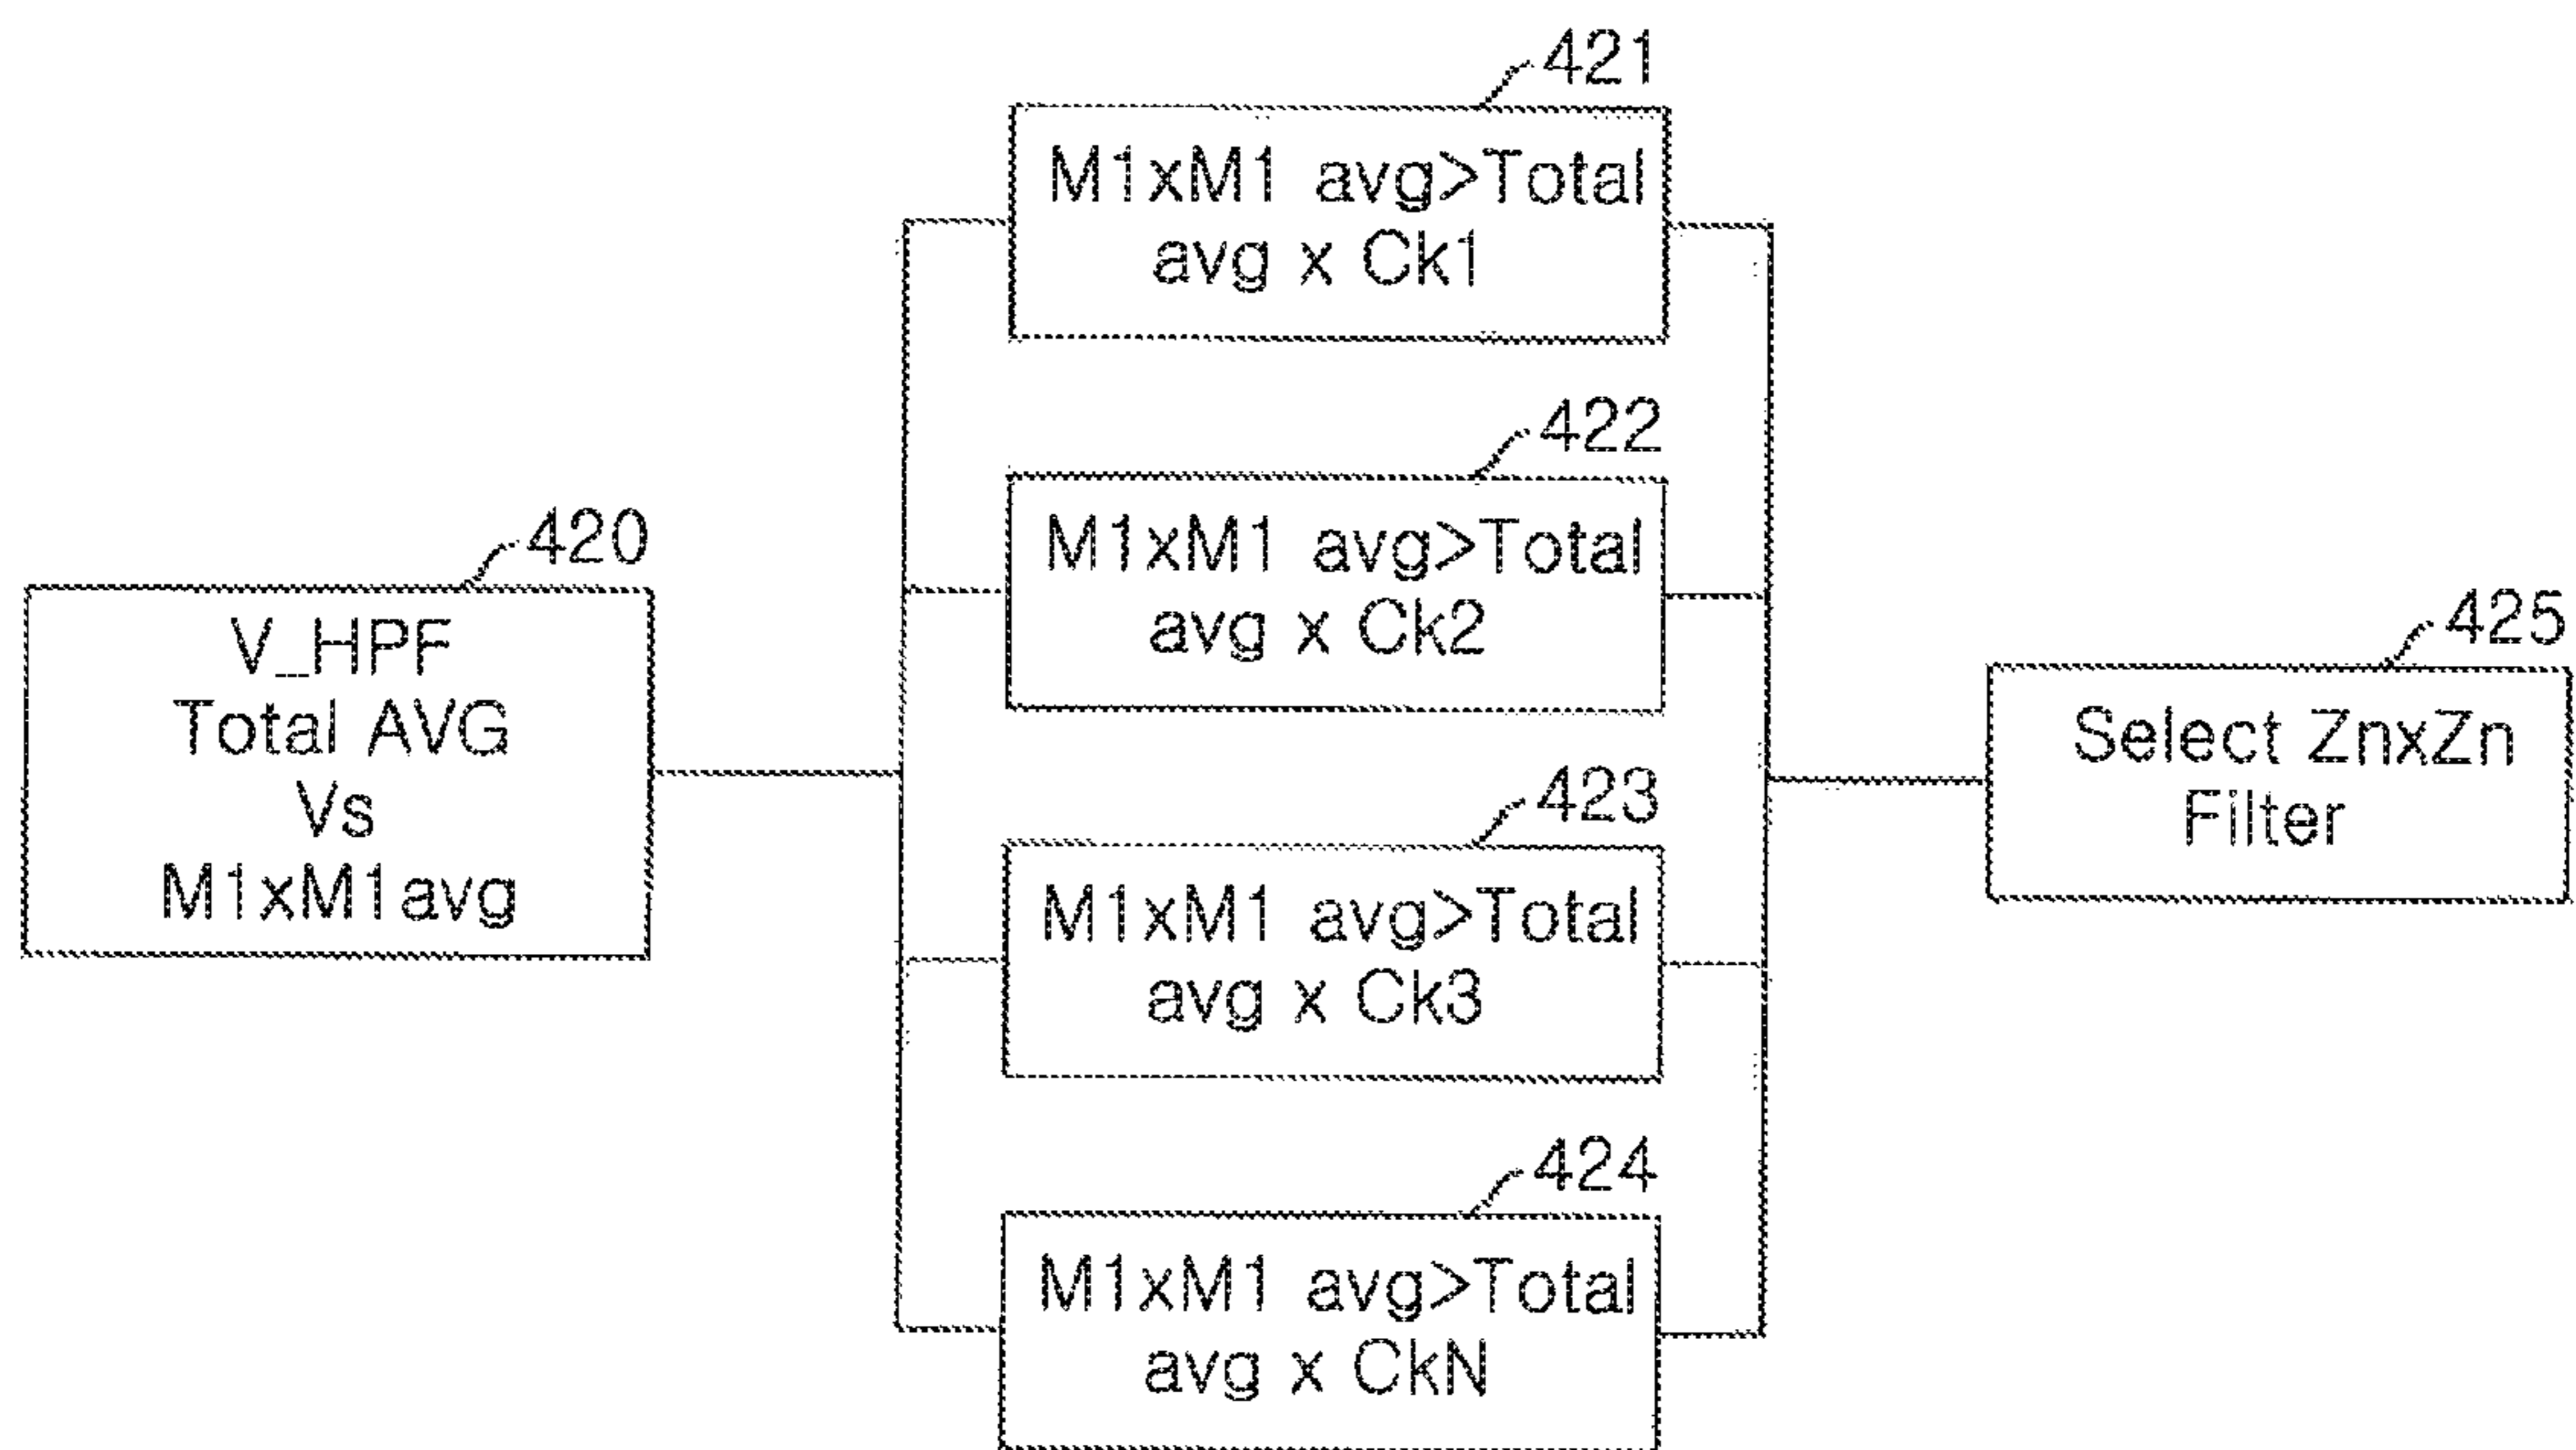 421
M1xM1 avg>Total
avg x Ck1
422
M1xM1 avg>Total
avg x Ck2
420
V_HPF
Total AVG
Vs
M1xM1avg
423
M1xM1 avg>Total
avg x Ck3
425
Select ZnxZn
Filter
424
M1xM1 avg>Total
avg x CkN